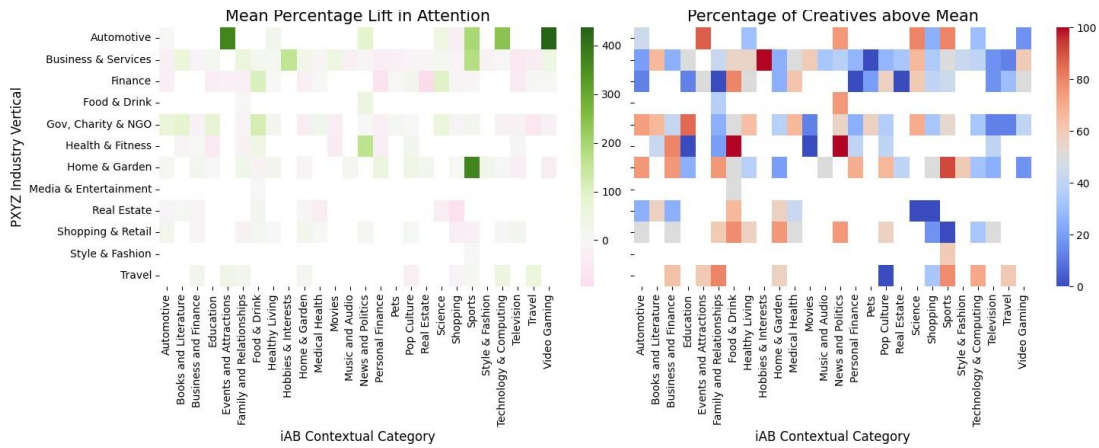 Mean Percentage Lift in Attention
Percentage of Creatives above Mean
PXYZ Industry Vertical
Automotive
Business & Services
Finance
Food & Drink
Gov, Charity & NGO
Health & Fitness
Home & Garden
Media & Entertainment
Real Estate
Shopping & Retail
Style & Fashion
Travel
400
300
200
100
0
100
80
60
40
20
0
Automotive
Books and Literature
Business and Finance
Education
Events and Attractions
Family and Relationships
Food & Drink
Healthy Living
Hobbies & Interests
Home & Garden
Medical Health
Movies
Music and Audio
News and Politics
Personal Finance
Pets
Pop Culture
Real Estate
Science
Shopping
Sports
Style & Fashion
Technology & Computing
Television
Travel
Video Gaming
iAB Contextual Category
Automotive
Books and Literature
Business and Finance
Education
Events and Attractions
Family and Relationships
Food & Drink
Healthy Living
Hobbies & Interests
Home & Garden
Medical Health
Movies
Music and Audio
News and Politics
Personal Finance
Pets
Pop Culture
Real Estate
Science
Shopping
Sports
Style & Fashion
Technology & Computing
Television
Travel
Video Gaming
iAB Contextual Category